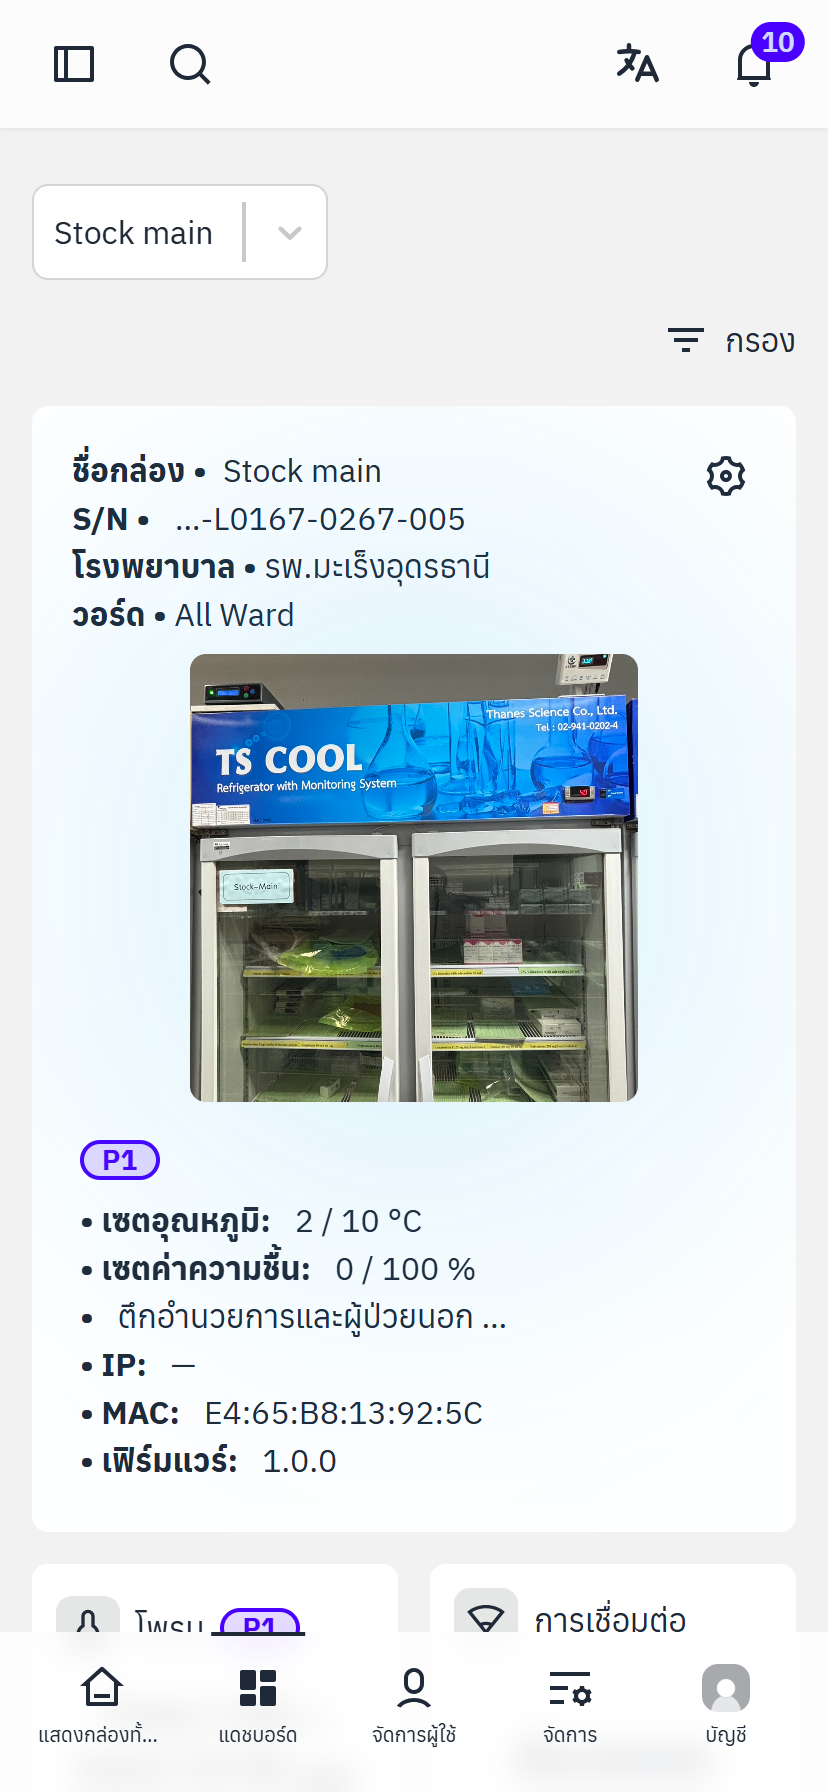 10
Stock main
กรอง
ชื่อกล่อง • Stock main
S/N • ...-L0167-0267-005
โรงพยาบาล • รพ.มะเร็งอุดรธานี
วอร์ด • All Ward
Thanes Science Co., Ltd.
Tel : 02-941-0202-4
TS COOL
Refrigerator with Monitoring System
Stock-Main
P1
• เซตอุณหภูมิ: 2 / 10 °C
• เซตค่าความชื้น: 0 / 100 %
• ตึกอำนวยการและผู้ป่วยนอก ...
• IP: —
• MAC: E4:65:B8:13:92:5C
• เฟิร์มแวร์: 1.0.0
โพรบ P1
การเชื่อมต่อ
แสดงกล่องทั้...
แดชบอร์ด
จัดการผู้ใช้
จัดการ
บัญชี